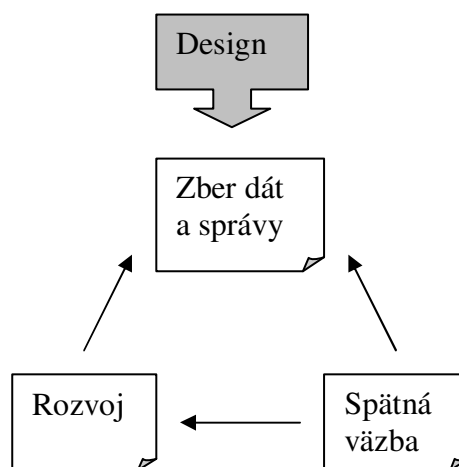 Design
Zber dát
a správy
Rozvoj
Spätná
väzba